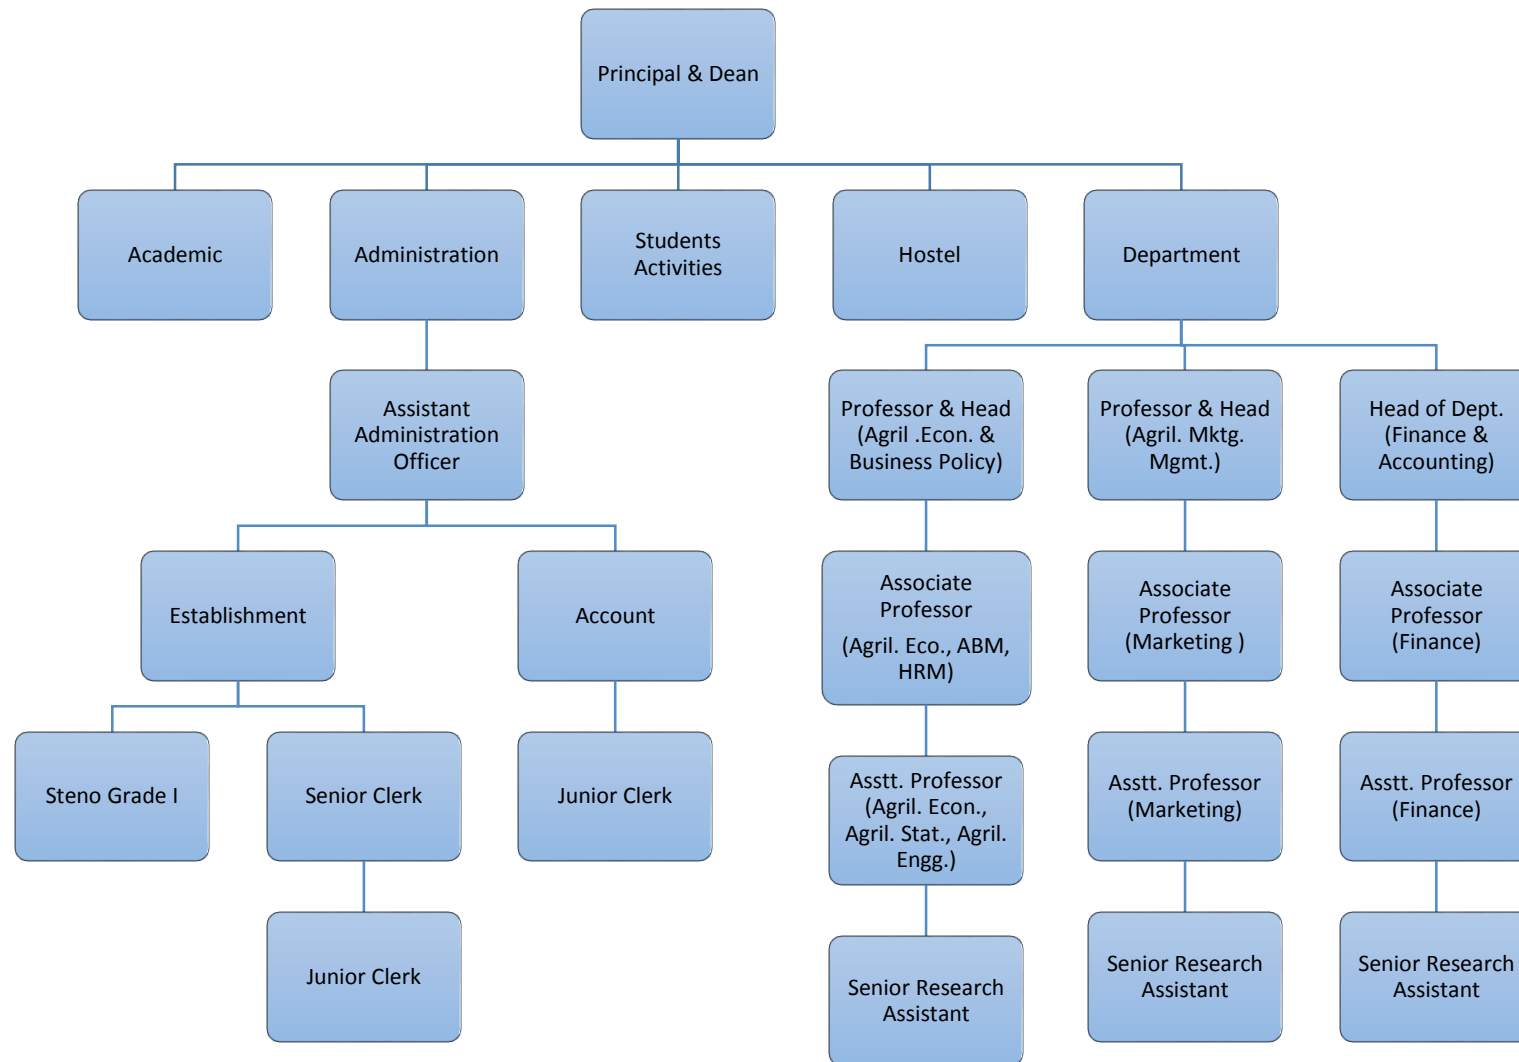 Principal & Dean
Academic
Administration
Students
Activities
Hostel
Department
Assistant
Administration
Officer
Professor & Head
(Agril .Econ. &
Business Policy)
Professor & Head
(Agril. Mktg.
Mgmt.)
Head of Dept.
(Finance &
Accounting)
Establishment
Account
Associate
Professor
(Agril. Eco., ABM,
HRM)
Associate
Professor
(Marketing )
Associate
Professor
(Finance)
Steno Grade I
Senior Clerk
Junior Clerk
Asstt. Professor
(Agril. Econ.,
Agril. Stat., Agril.
Engg.)
Asstt. Professor
(Marketing)
Asstt. Professor
(Finance)
Junior Clerk
Senior Research
Assistant
Senior Research
Assistant
Senior Research
Assistant